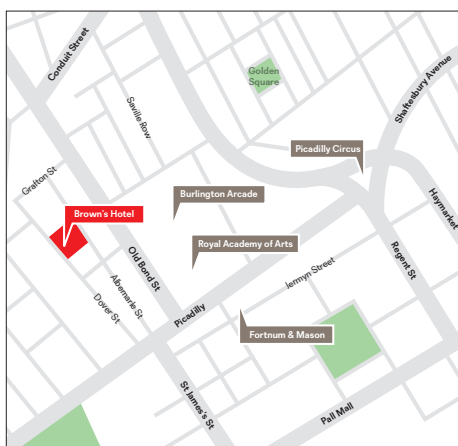 Conduit Street
Golden
Square
Shaftesbury Avenue
Saville Row
Picadilly Circus
Grafton St
Burlington Arcade
Haymarket
Brown's Hotel
Old Bond St
Royal Academy of Arts
Regent St
Jermyn Street
Albemarle St
Dover St
Picadilly
Fortnum & Mason
St James's St
Pall Mall